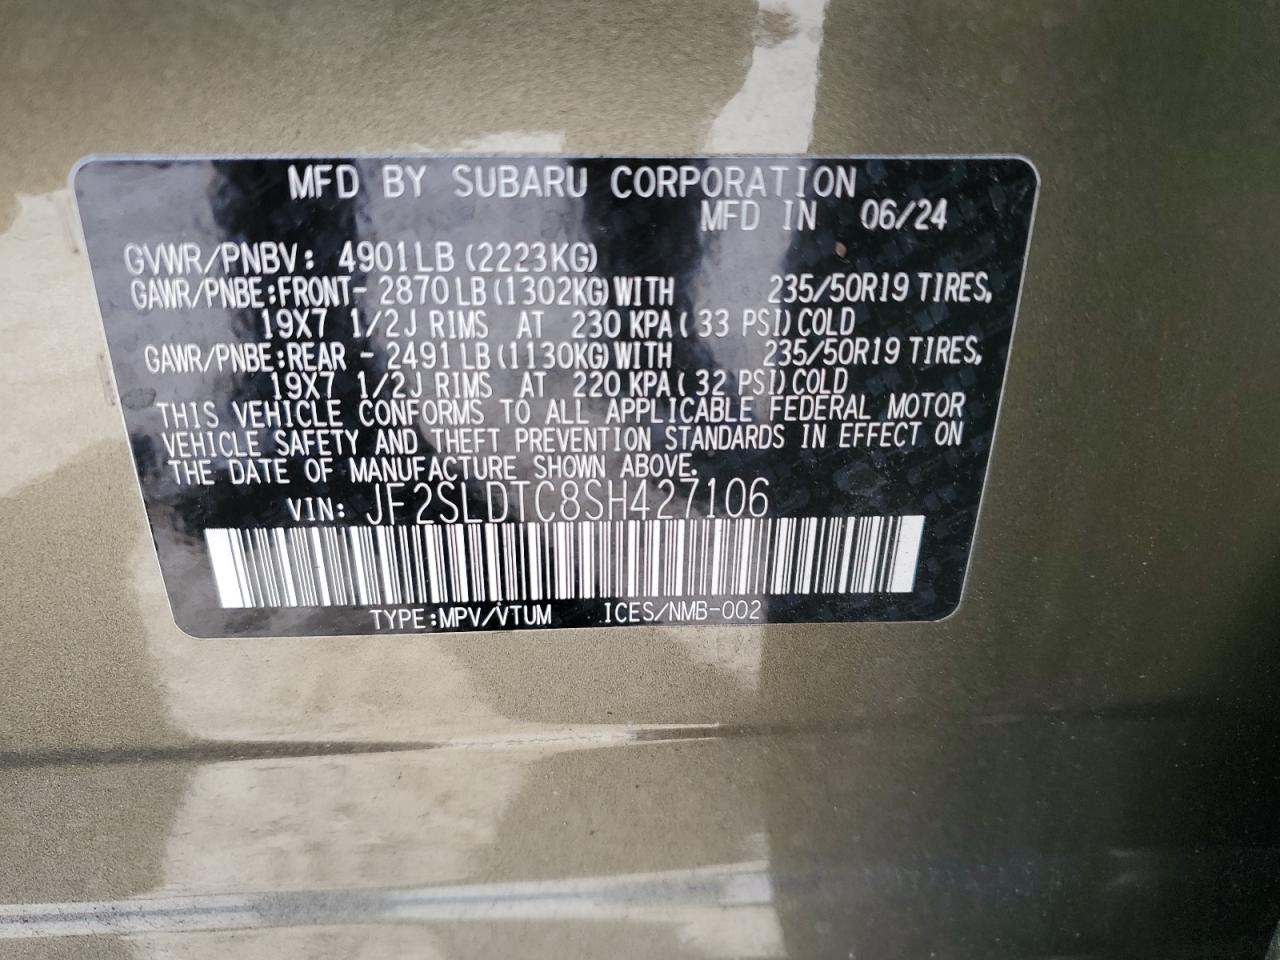 MFD BY SUBARU CORPORATION
MFD IN 06/24
GVWR/PNBV: 4901LB (2223KG)
GAWR/PNBE:FRONT- 2870 LB (1302KG) WITH 235/50R19 TIRES,
19X7 1/2J RIMS AT 230 KPA ( 33 PSI) COLD
GAWR/PNBE:REAR - 2491 LB (1130KG) WITH 235/50R19 TIRES,
19X7 1/2J RIMS AT 220 KPA ( 32 PSI) COLD
THIS VEHICLE CONFORMS TO ALL APPLICABLE FEDERAL MOTOR
VEHICLE SAFETY AND THEFT PREVENTION STANDARDS IN EFFECT ON
THE DATE OF MANUFACTURE SHOWN ABOVE.
VIN: JF2SLDTC8SH427106
TYPE:MPV/VTUM ICES/NMB-002